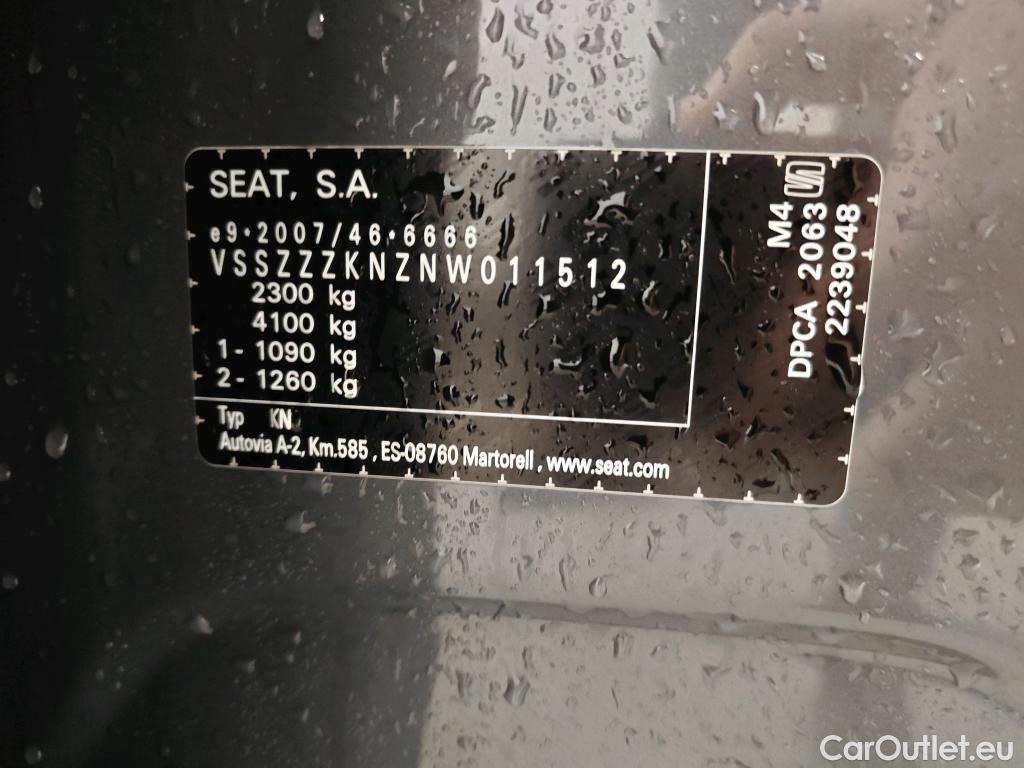 SEAT, S.A.
e9*2007/46*6666
VSSZZZKNZNW011512
2300 kg
4100 kg
1 - 1090 kg
2 - 1260 kg
Typ KN
Autovia A-2, Km.585 , ES-08760 Martorell , www.seat.com
M4
DPCA 2063
2239048
CarOutlet.eu